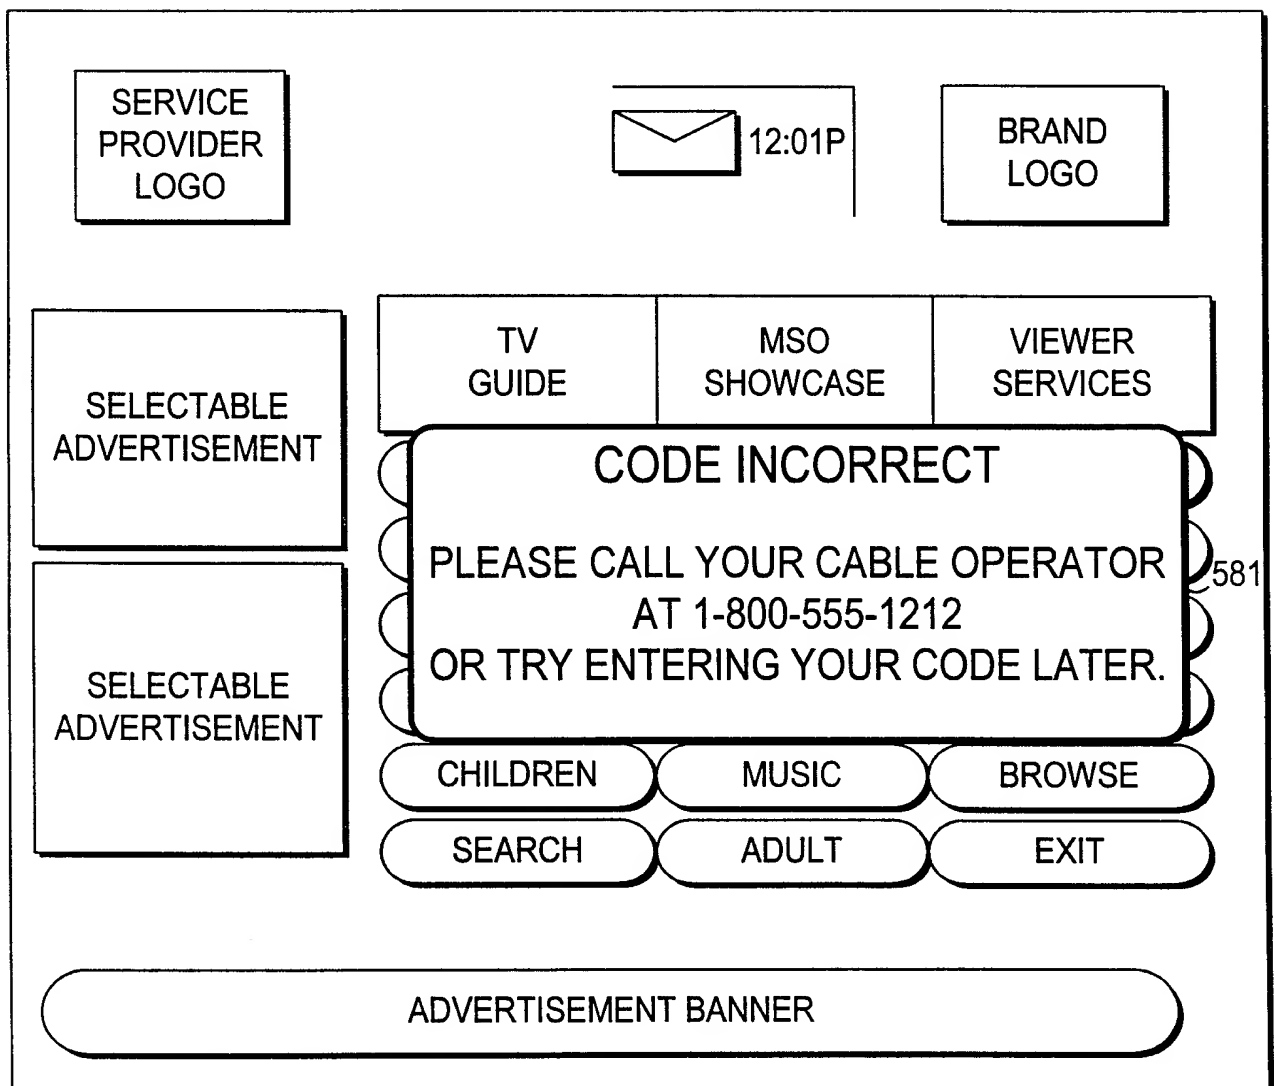 SERVICE
PROVIDER
LOGO
12:01P
BRAND
LOGO
SELECTABLE
ADVERTISEMENT
SELECTABLE
ADVERTISEMENT
TV
GUIDE
MSO
SHOWCASE
VIEWER
SERVICES
CODE INCORRECT
PLEASE CALL YOUR CABLE OPERATOR
AT 1-800-555-1212
OR TRY ENTERING YOUR CODE LATER.
581
CHILDREN
MUSIC
BROWSE
SEARCH
ADULT
EXIT
ADVERTISEMENT BANNER